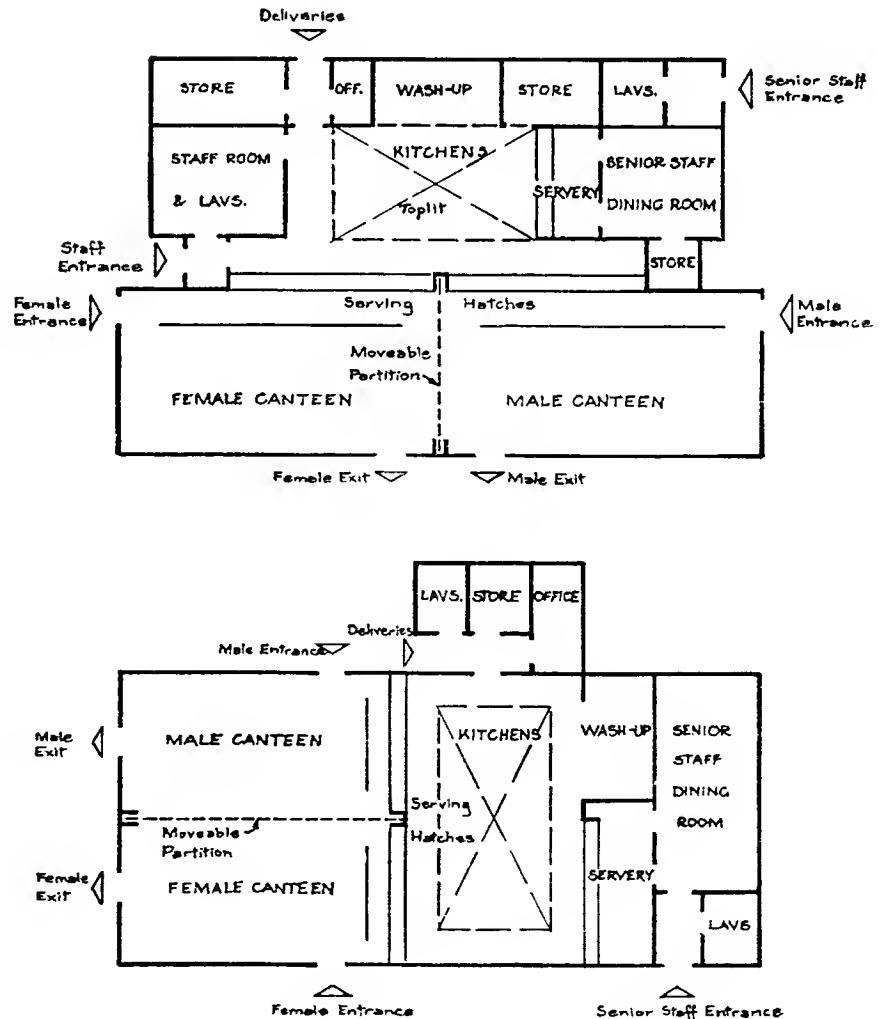 Deliveries
STORE
OFF.
WASH-UP
STORE
LAVS.
Senior Staff
Entrance
STAFF ROOM
& LAVS.
KITCHENS
Toplit
SERVERY
SENIOR STAFF
DINING ROOM
Staff
Entrance
STORE
Female
Entrance
Serving Hatches
Male
Entrance
Moveable
Partition
FEMALE CANTEEN
MALE CANTEEN
Female Exit
Male Exit
LAVS.
STORE
OFFICE
Deliveries
Male Entrance
Male
Exit
MALE CANTEEN
KITCHENS
WASH-UP
SENIOR
STAFF
DINING
ROOM
Serving
Hatches
Moveable
Partition
Female
Exit
FEMALE CANTEEN
SERVERY
LAVS
Female Entrance
Senior Staff Entrance